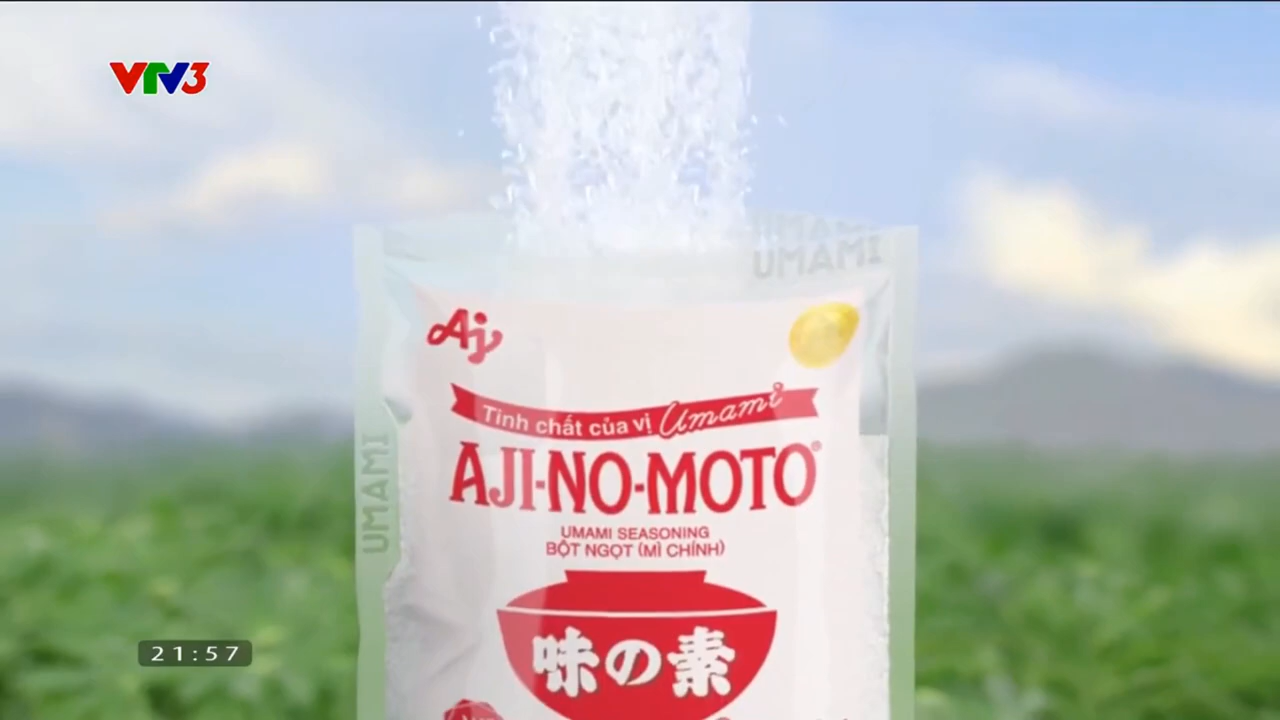 VTV3
UMAMI
UMAMI
Aj
Tinh chất của vị Umami
AJI-NO-MOTO®
UMAMI
UMAMI SEASONING
BỘT NGỌT (MÌ CHÍNH)
味の素
21:57